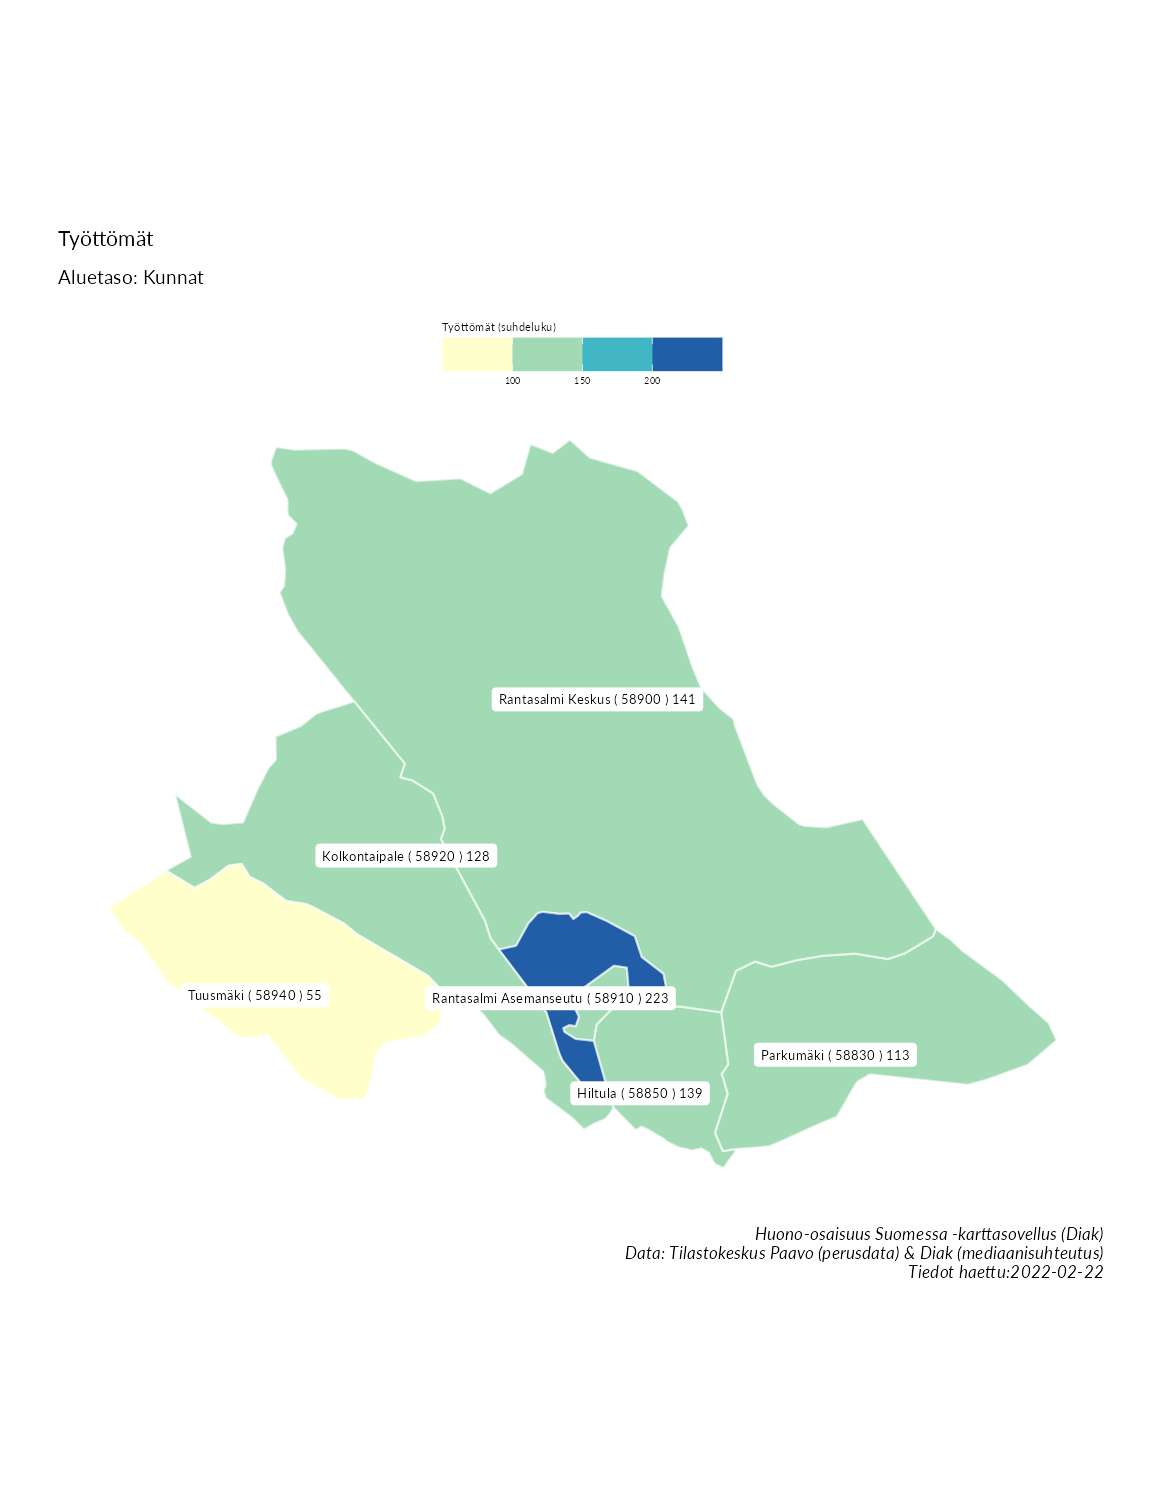 Työttömät
Aluetaso: Kunnat
Työttömät (suhdeluku)
100 150 200
Rantasalmi Keskus ( 58900 ) 141
Kolkontaipale ( 58920 ) 128
Tuusmäki ( 58940 ) 55
Rantasalmi Asemanseutu ( 58910 ) 223
Parkumäki ( 58830 ) 113
Hiltula ( 58850 ) 139
Huono-osaisuus Suomessa -karttasovellus (Diak)
Data: Tilastokeskus Paavo (perusdata) & Diak (mediaanisuhteutus)
Tiedot haettu:2022-02-22